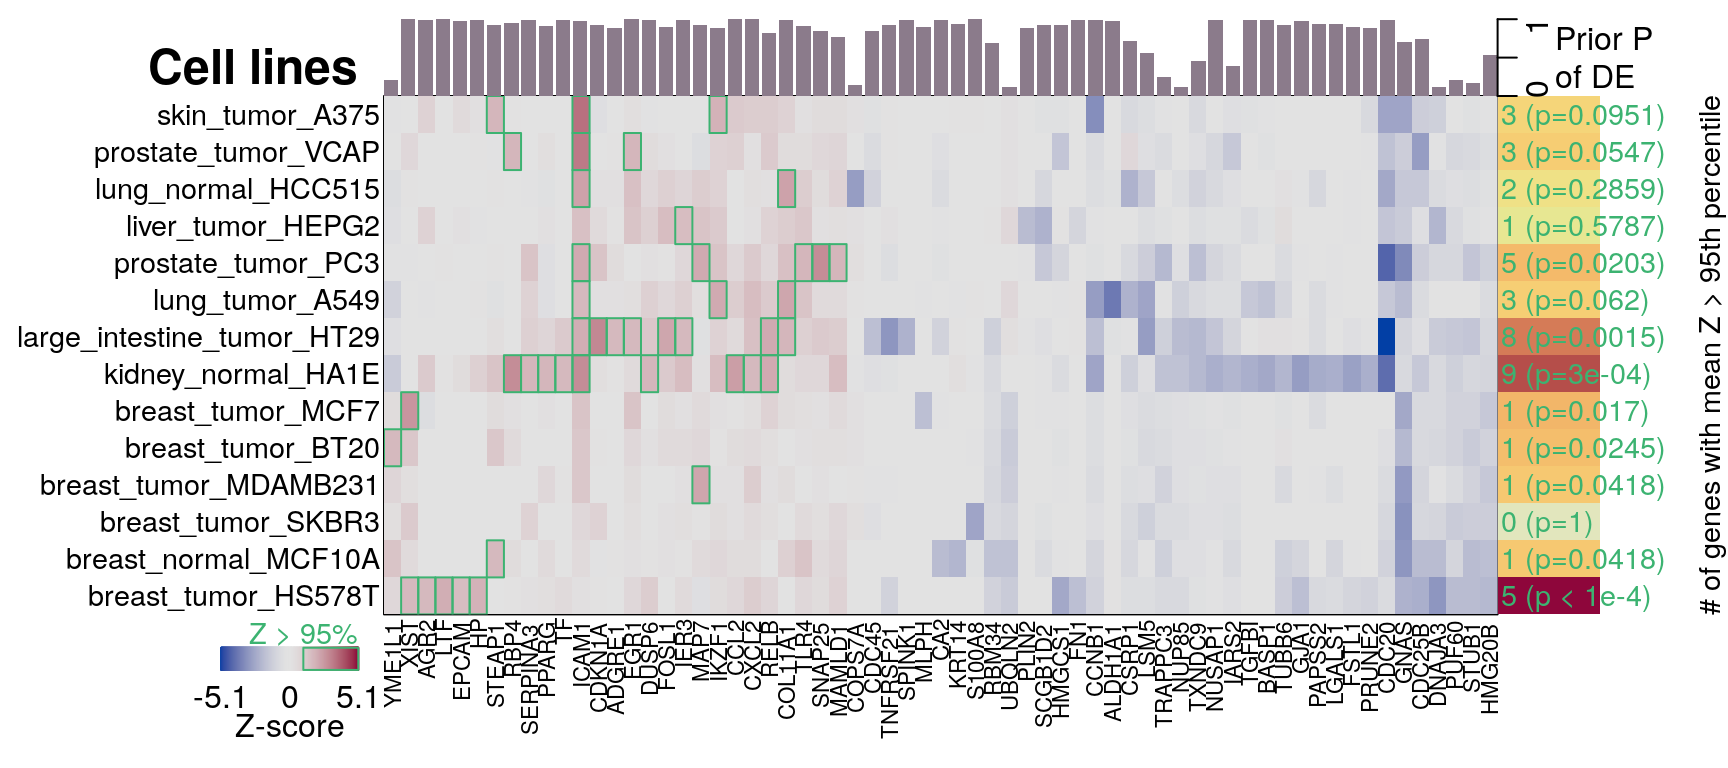 Cell lines
1
0
Prior P
of DE
skin_tumor_A375
3 (p=0.0951)
prostate_tumor_VCAP
3 (p=0.0547)
lung_normal_HCC515
2 (p=0.2859)
liver_tumor_HEPG2
1 (p=0.5787)
prostate_tumor_PC3
5 (p=0.0203)
lung_tumor_A549
3 (p=0.062)
large_intestine_tumor_HT29
8 (p=0.0015)
kidney_normal_HA1E
9 (p=3e-04)
breast_tumor_MCF7
1 (p=0.017)
breast_tumor_BT20
1 (p=0.0245)
breast_tumor_MDAMB231
1 (p=0.0418)
breast_tumor_SKBR3
0 (p=1)
breast_normal_MCF10A
1 (p=0.0418)
breast_tumor_HS578T
5 (p < 1e-4)
# of genes with mean Z > 95th percentile
YME1L1
XIST
AGR2
LTF
EPCAM
HP
STEAP1
RBP4
SERPINA3
PPARG
TF
ICAM1
CDKN1A
ADGRE1
EGR1
DUSP6
FOSL1
IER3
MAP7
IKZF1
CCL2
CXCL2
RELB
COL11A1
TLR4
SNAP25
MAMLD1
COPS7A
CDC45
TNFRSF21
SPINK1
MLPH
CA2
KRT14
S100A8
RBM34
UBQLN2
PLIN2
SCGB1D2
HMGCS1
FN1
CCNB1
ALDH1A1
CSRP1
LSM5
TRAPPC3
NUP85
TXNDC9
NUSAP1
IARS2
TGFBI
BASP1
TUBB6
GJA1
PAPSS2
LGALS1
FSTL1
PRUNE2
CDC20
GNAS
CDC25B
DNAJA3
PUF60
STUB1
HMG20B
Z > 95%
-5.1 0 5.1
Z-score